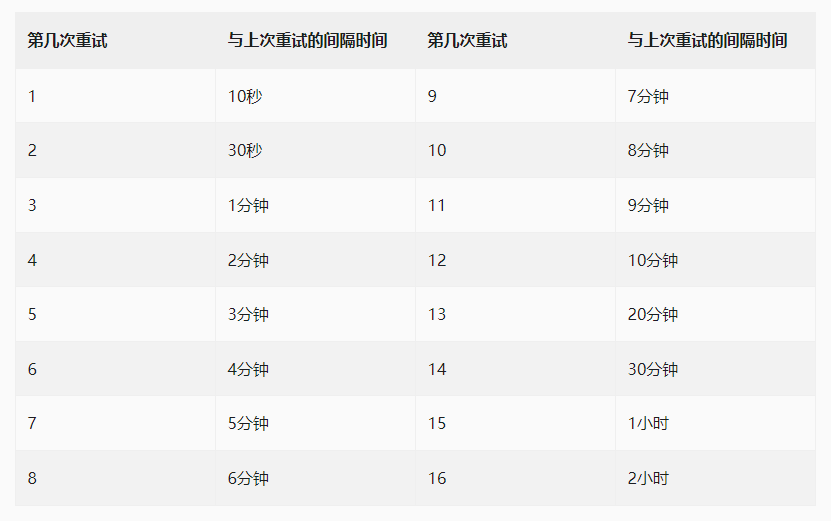 第几次重试 与上次重试的间隔时间 第几次重试 与上次重试的间隔时间
1 10秒 9 7分钟
2 30秒 10 8分钟
3 1分钟 11 9分钟
4 2分钟 12 10分钟
5 3分钟 13 20分钟
6 4分钟 14 30分钟
7 5分钟 15 1小时
8 6分钟 16 2小时